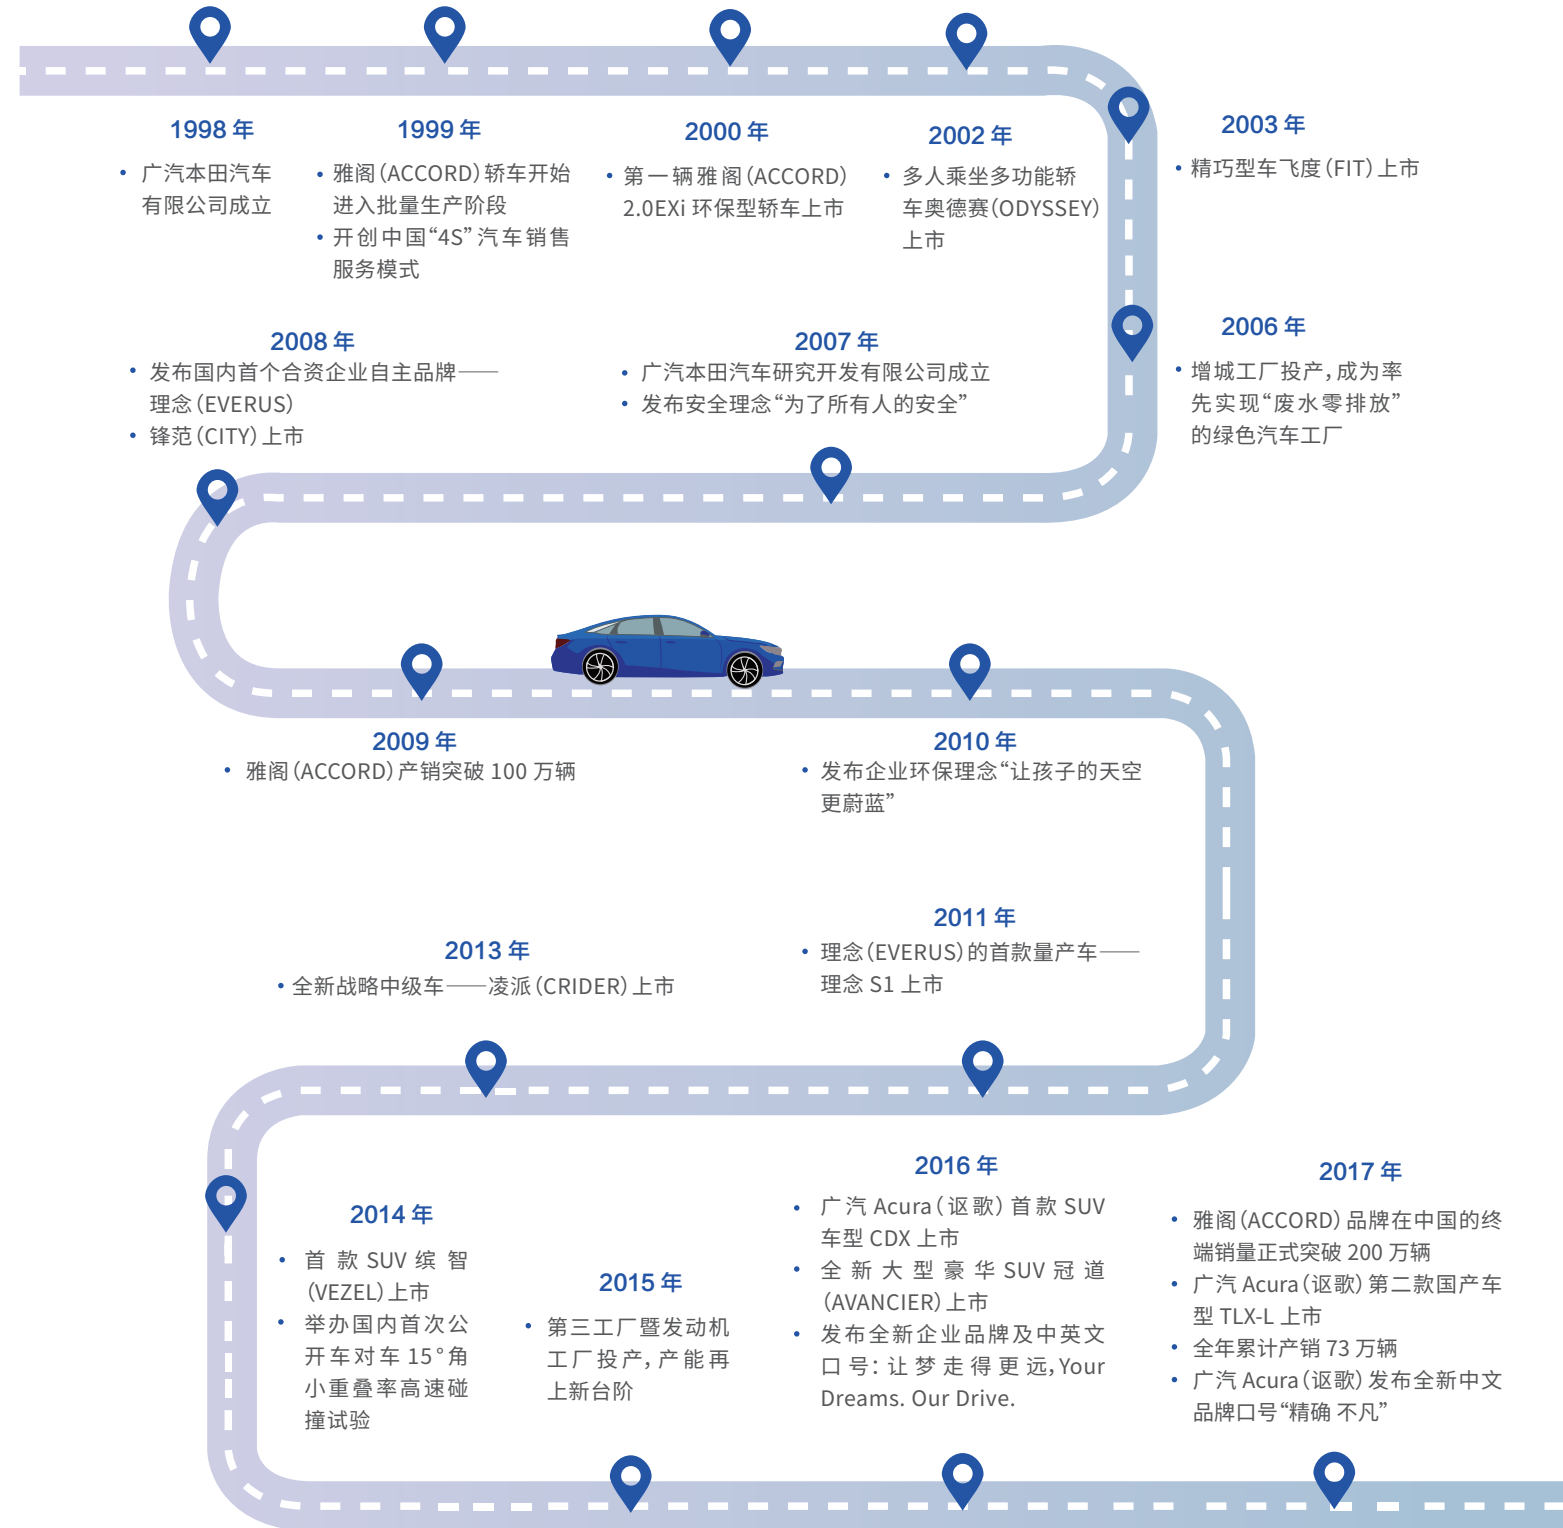 1998 年
• 广汽本田汽车
有限公司成立
1999 年
• 雅阁（ACCORD）轿车开始
进入批量生产阶段
• 开创中国“4S”汽车销售
服务模式
2000 年
• 第一辆雅阁（ACCORD）
2.0EXi 环保型轿车上市
2002 年
• 多人乘坐多功能轿
车奥德赛（ODYSSEY）
上市
2003 年
• 精巧型车飞度（FIT）上市
2006 年
• 增城工厂投产，成为率
先实现“废水零排放”
的绿色汽车工厂
2007 年
• 广汽本田汽车研究开发有限公司成立
• 发布安全理念“为了所有人的安全”
2008 年
• 发布国内首个合资企业自主品牌——
理念（EVERUS）
• 锋范（CITY）上市
2009 年
• 雅阁（ACCORD）产销突破 100 万辆
2010 年
• 发布企业环保理念“让孩子的天空
更蔚蓝”
2011 年
• 理念（EVERUS）的首款量产车——
理念 S1 上市
2013 年
• 全新战略中级车——凌派（CRIDER）上市
2014 年
• 首款 SUV 缤智
（VEZEL）上市
• 举办国内首次公
开车对车 15°角
小重叠率高速碰
撞试验
2015 年
• 第三工厂暨发动机
工厂投产，产能再
上新台阶
2016 年
• 广汽 Acura（讴歌）首款 SUV
车型 CDX 上市
• 全新大型豪华 SUV 冠道
（AVANCIER）上市
• 发布全新企业品牌及中英文
口号：让梦走得更远，Your
Dreams. Our Drive.
2017 年
• 雅阁（ACCORD）品牌在中国的终
端销量正式突破 200 万辆
• 广汽 Acura（讴歌）第二款国产车
型 TLX-L 上市
• 全年累计产销 73 万辆
• 广汽 Acura（讴歌）发布全新中文
品牌口号“精确 不凡”